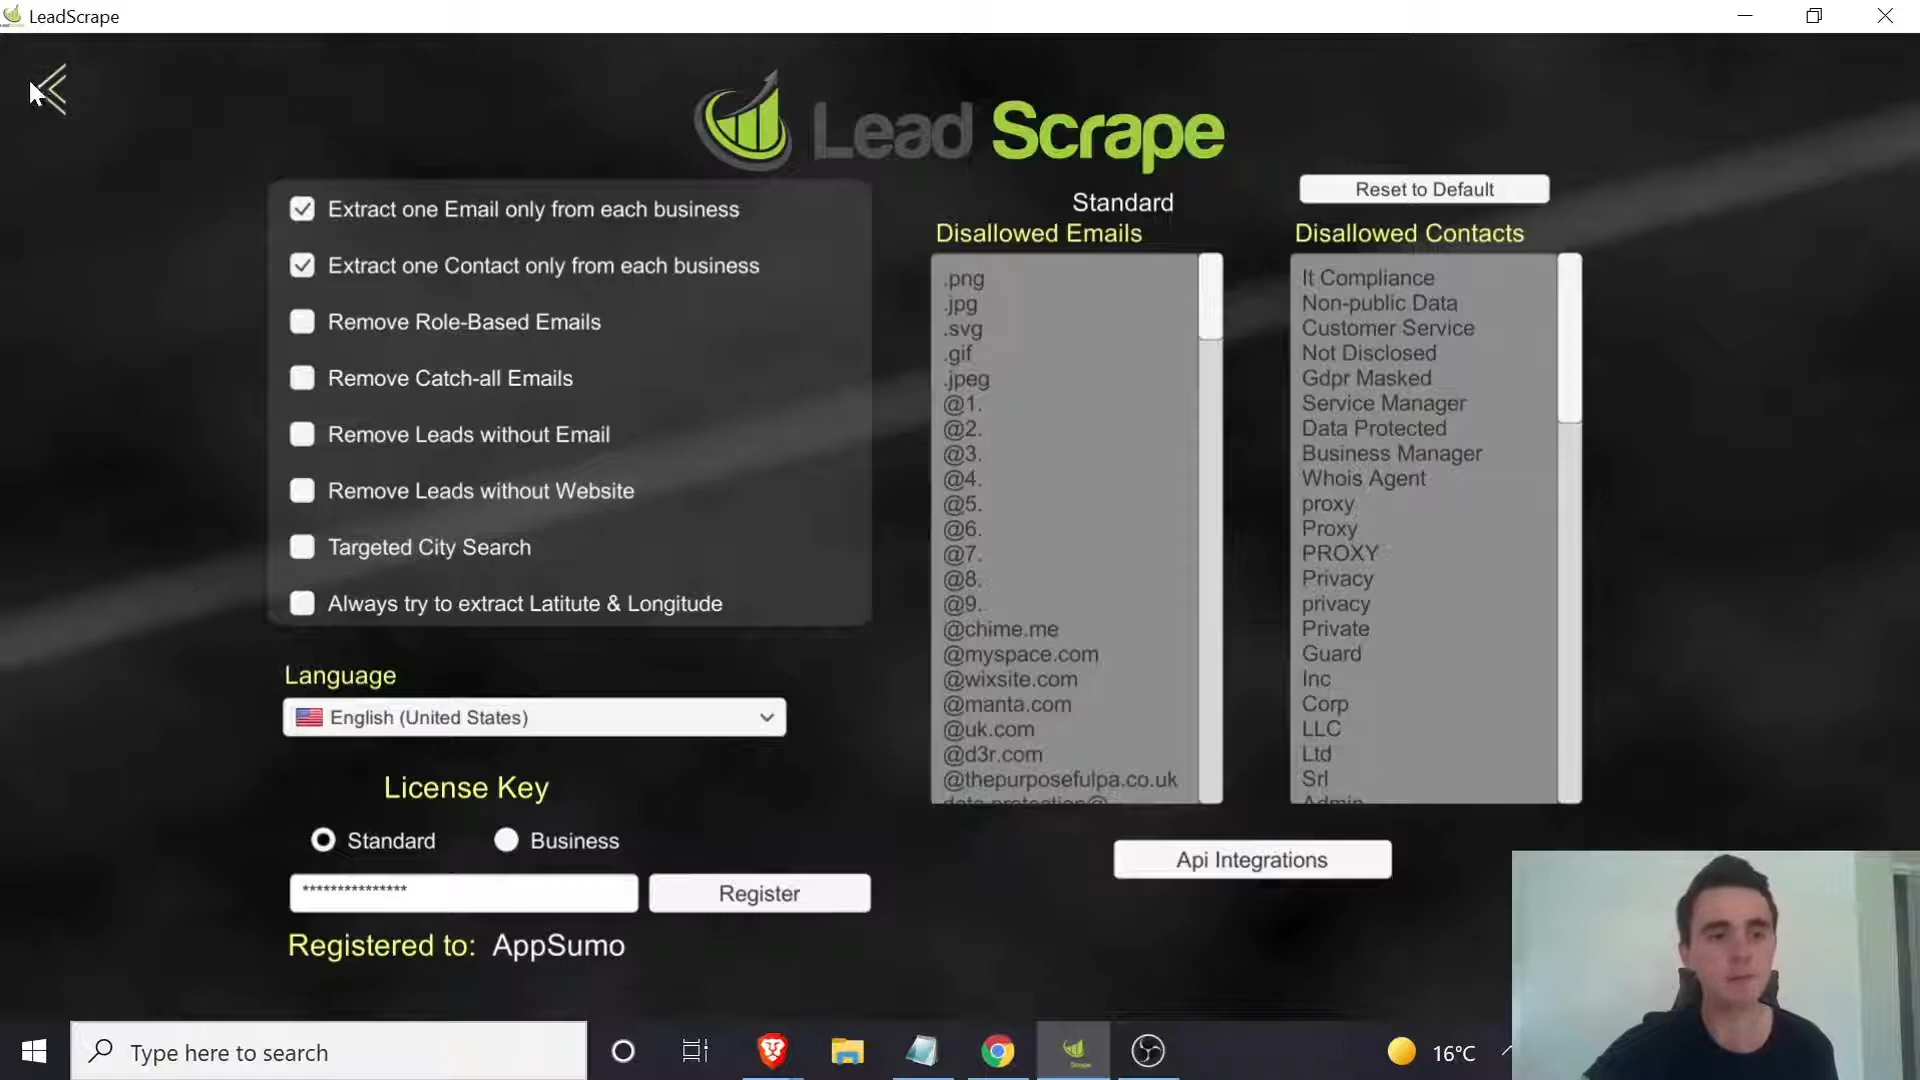 LeadScrape
Lead Scrape
Extract one Email only from each business
Extract one Contact only from each business
Remove Role-Based Emails
Remove Catch-all Emails
Remove Leads without Email
Remove Leads without Website
Targeted City Search
Always try to extract Latitute & Longitude
Language
English (United States)
License Key
Standard
Business
***************
Register
Registered to: AppSumo
Standard
Disallowed Emails
.png
.jpg
.svg
.gif
.jpeg
@1.
@2.
@3.
@4.
@5.
@6.
@7.
@8.
@9.
@chime.me
@myspace.com
@wixsite.com
@manta.com
@uk.com
@d3r.com
@thepurposefulpa.co.uk
data-protection@
Reset to Default
Disallowed Contacts
It Compliance
Non-public Data
Customer Service
Not Disclosed
Gdpr Masked
Service Manager
Data Protected
Business Manager
Whois Agent
proxy
Proxy
PROXY
Privacy
privacy
Private
Guard
Inc
Corp
LLC
Ltd
Srl
Admin
Api Integrations
Type here to search
16°C